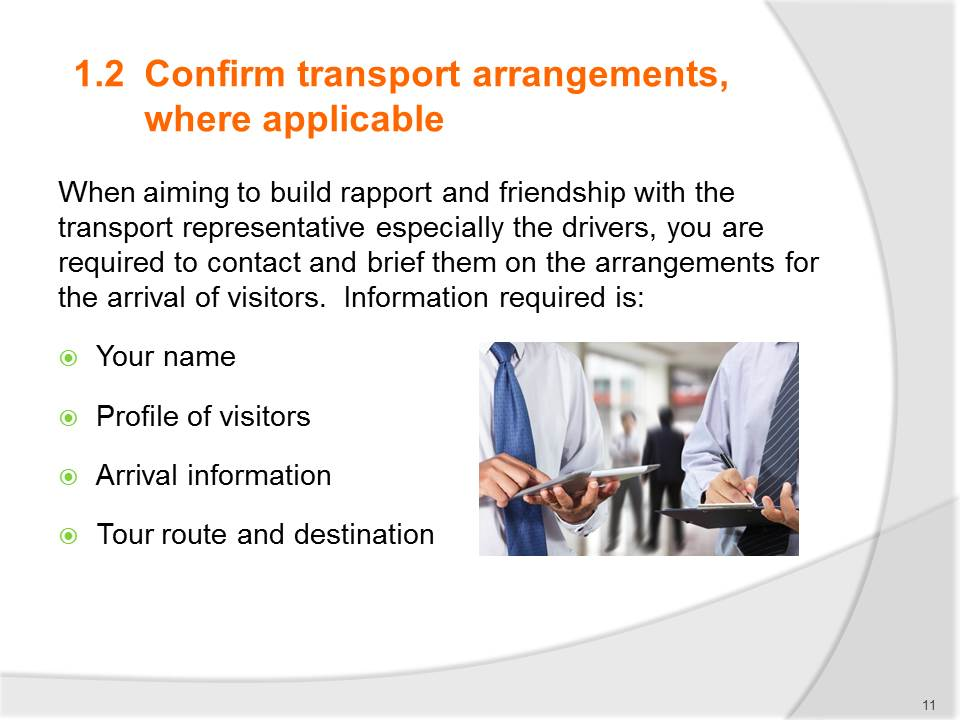 1.2 Confirm transport arrangements,
where applicable
When aiming to build rapport and friendship with the
transport representative especially the drivers, you are
required to contact and brief them on the arrangements for
the arrival of visitors. Information required is:
Your name
Profile of visitors
Arrival information
Tour route and destination
11